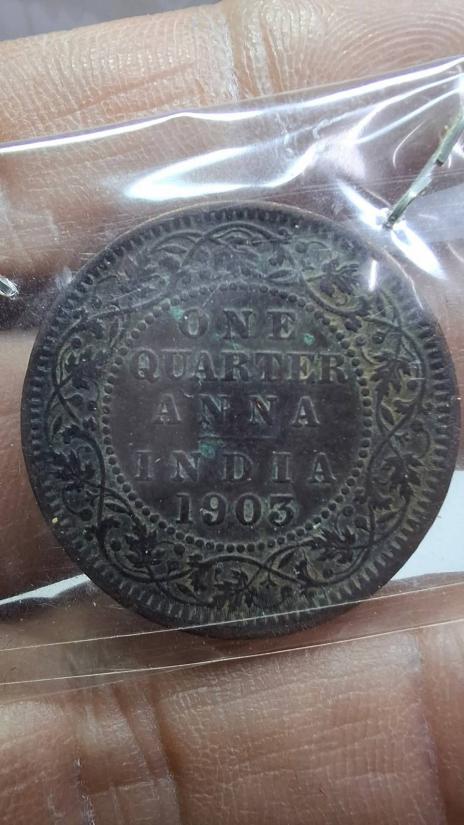 ONE
QUARTER
ANNA
INDIA
1903